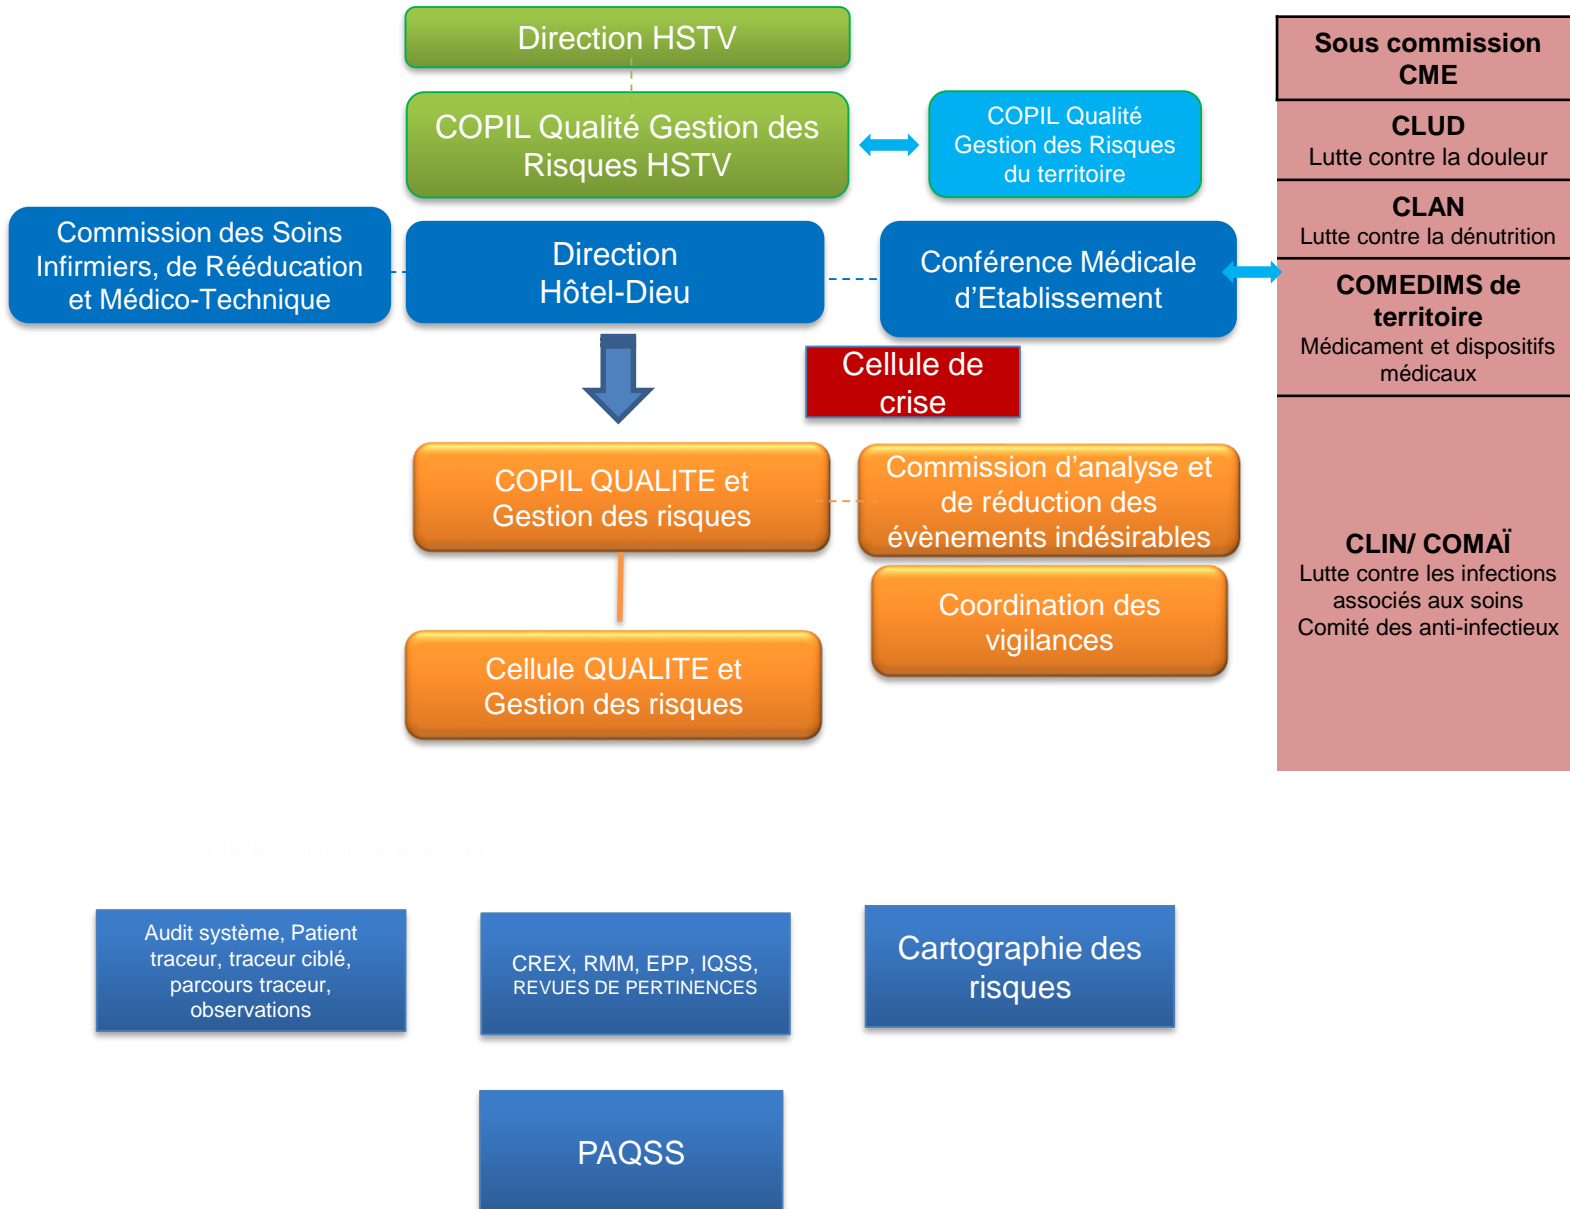 Direction HSTV
COPIL Qualité Gestion des
Risques HSTV
COPIL Qualité
Gestion des Risques
du territoire
Commission des Soins
Infirmiers, de Rééducation
et Médico-Technique
Direction
Hôtel-Dieu
Conférence Médicale
d’Etablissement
Cellule de
crise
COPIL QUALITE et
Gestion des risques
Commission d’analyse et
de réduction des
évènements indésirables
Coordination des
vigilances
Cellule QUALITE et
Gestion des risques
Sous commission
CME
CLUD
Lutte contre la douleur
CLAN
Lutte contre la dénutrition
COMEDIMS de
territoire
Médicament et dispositifs
médicaux
CLIN/ COMAÏ
Lutte contre les infections
associés aux soins
Comité des anti-infectieux
Audit système, Patient
traceur, traceur ciblé,
parcours traceur,
observations
CREX, RMM, EPP, IQSS,
REVUES DE PERTINENCES
Cartographie des
risques
PAQSS